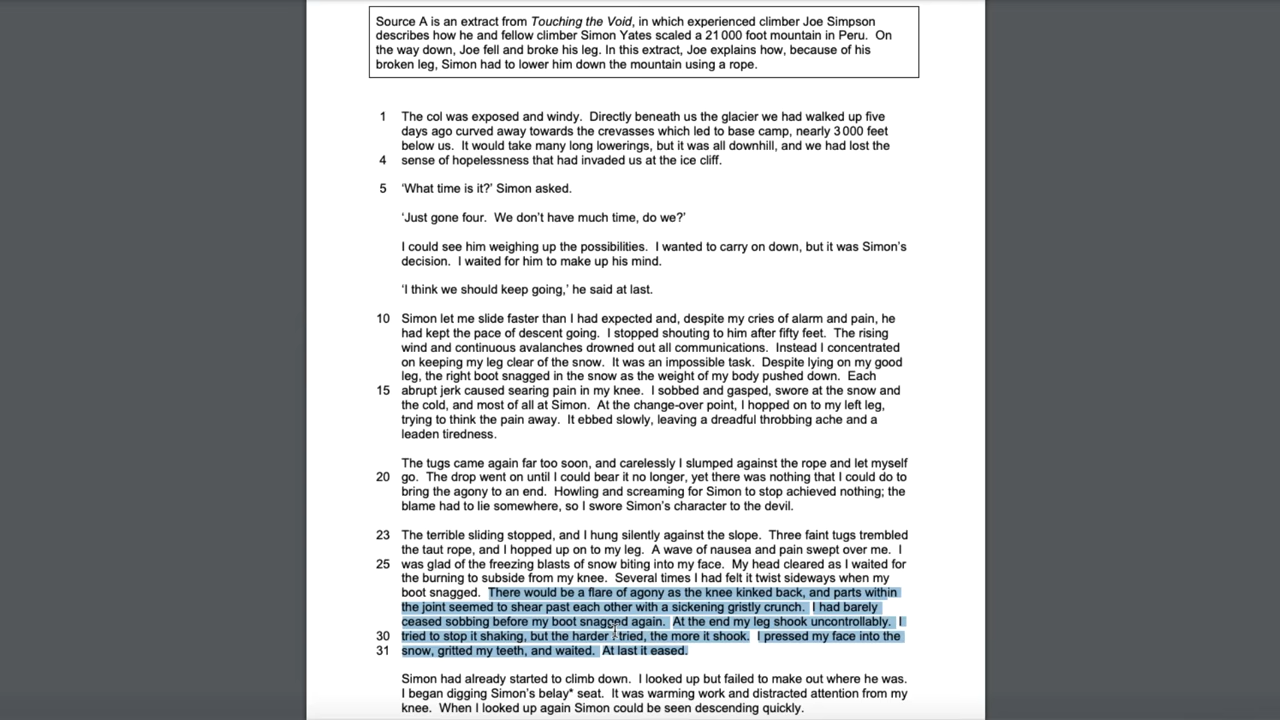 Source A is an extract from Touching the Void, in which experienced climber Joe Simpson
describes how he and fellow climber Simon Yates scaled a 21 000 foot mountain in Peru. On
the way down, Joe fell and broke his leg. In this extract, Joe explains how, because of his
broken leg, Simon had to lower him down the mountain using a rope.
1 The col was exposed and windy. Directly beneath us the glacier we had walked up five
days ago curved away towards the crevasses which led to base camp, nearly 3 000 feet
below us. It would take many long lowerings, but it was all downhill, and we had lost the
4 sense of hopelessness that had invaded us at the ice cliff.
5 ‘What time is it?’ Simon asked.
‘Just gone four. We don’t have much time, do we?’
I could see him weighing up the possibilities. I wanted to carry on down, but it was Simon’s
decision. I waited for him to make up his mind.
‘I think we should keep going,’ he said at last.
10 Simon let me slide faster than I had expected and, despite my cries of alarm and pain, he
had kept the pace of descent going. I stopped shouting to him after fifty feet. The rising
wind and continuous avalanches drowned out all communications. Instead I concentrated
on keeping my leg clear of the snow. It was an impossible task. Despite lying on my good
leg, the right boot snagged in the snow as the weight of my body pushed down. Each
15 abrupt jerk caused searing pain in my knee. I sobbed and gasped, swore at the snow and
the cold, and most of all at Simon. At the change-over point, I hopped on to my left leg,
trying to think the pain away. It ebbed slowly, leaving a dreadful throbbing ache and a
leaden tiredness.
The tugs came again far too soon, and carelessly I slumped against the rope and let myself
20 go. The drop went on until I could bear it no longer, yet there was nothing that I could do to
bring the agony to an end. Howling and screaming for Simon to stop achieved nothing; the
blame had to lie somewhere, so I swore Simon’s character to the devil.
23 The terrible sliding stopped, and I hung silently against the slope. Three faint tugs trembled
the taut rope, and I hopped up on to my leg. A wave of nausea and pain swept over me. I
25 was glad of the freezing blasts of snow biting into my face. My head cleared as I waited for
the burning to subside from my knee. Several times I had felt it twist sideways when my
boot snagged. There would be a flare of agony as the knee kinked back, and parts within
the joint seemed to shear past each other with a sickening gristly crunch. I had barely
ceased sobbing before my boot snagged again. At the end my leg shook uncontrollably. I
30 tried to stop it shaking, but the harder I tried, the more it shook. I pressed my face into the
31 snow, gritted my teeth, and waited. At last it eased.
Simon had already started to climb down. I looked up but failed to make out where he was.
I began digging Simon’s belay* seat. It was warming work and distracted attention from my
knee. When I looked up again Simon could be seen descending quickly.